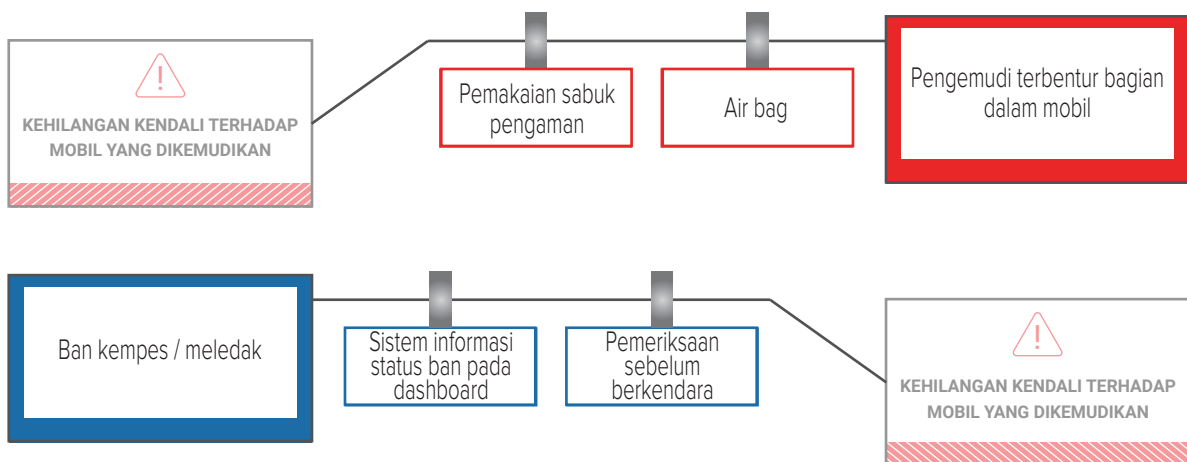 !
KEHILANGAN KENDALI TERHADAP
MOBIL YANG DIKEMUDIKAN
Pemakaian sabuk
pengaman
Air bag
Pengemudi terbentur bagian
dalam mobil
Ban kempes / meledak
Sistem informasi
status ban pada
dashboard
Pemeriksaan
sebelum
berkendara
!
KEHILANGAN KENDALI TERHADAP
MOBIL YANG DIKEMUDIKAN